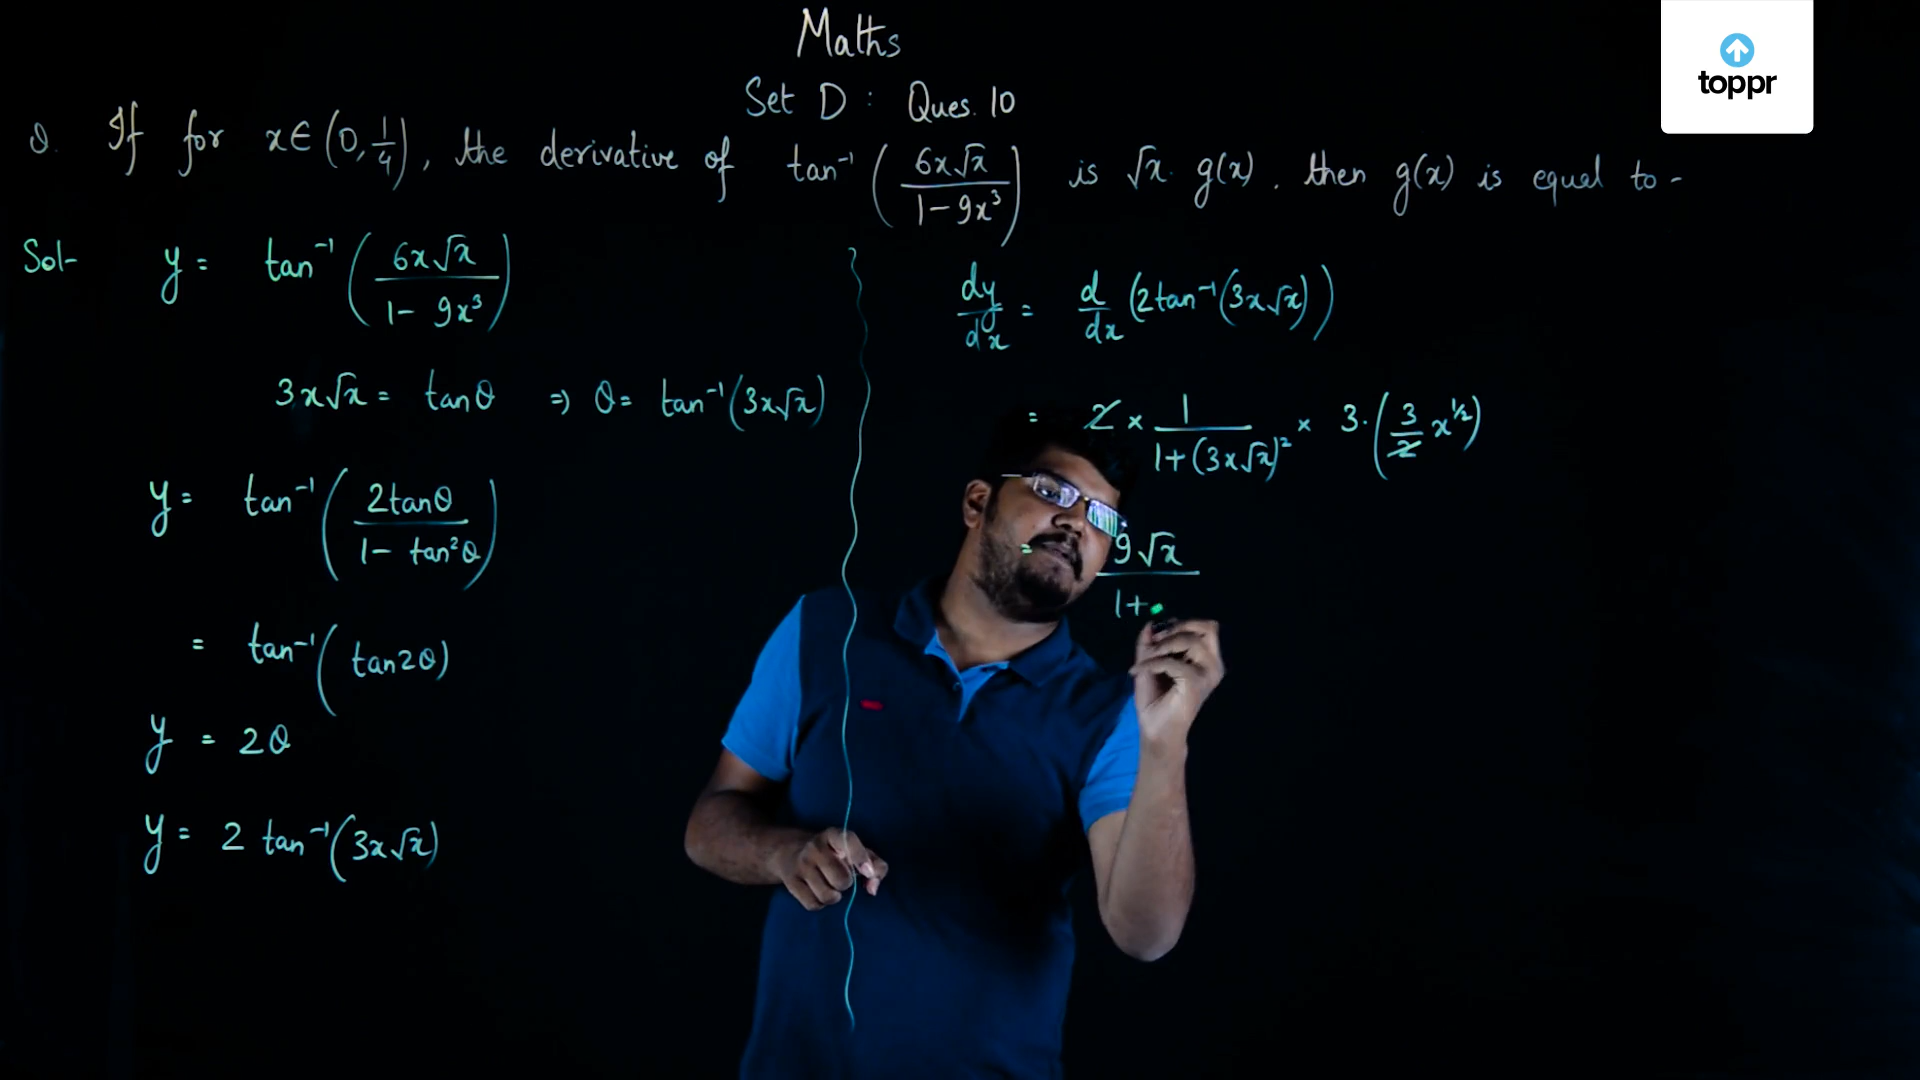 Maths
Set D : Ques. 10
toppr
Q. If for x∈(0,1/4), the derivative of tan⁻¹(6x√x/(1-9x³)) is √x. g(x), then g(x) is equal to -
Sol- y = tan⁻¹(6x√x/(1- 9x³))
3x√x = tanθ ⇒ θ= tan⁻¹(3x√x)
y = tan⁻¹(2tanθ/(1- tan²θ))
= tan⁻¹(tan2θ)
y = 2θ
y = 2 tan⁻¹(3x√x)
dy/dx = d/dx (2tan⁻¹(3x√x))
= 2 × 1/(1+(3x√x)²) × 3.(3/2 x^1/2)
= 9√x/(1+